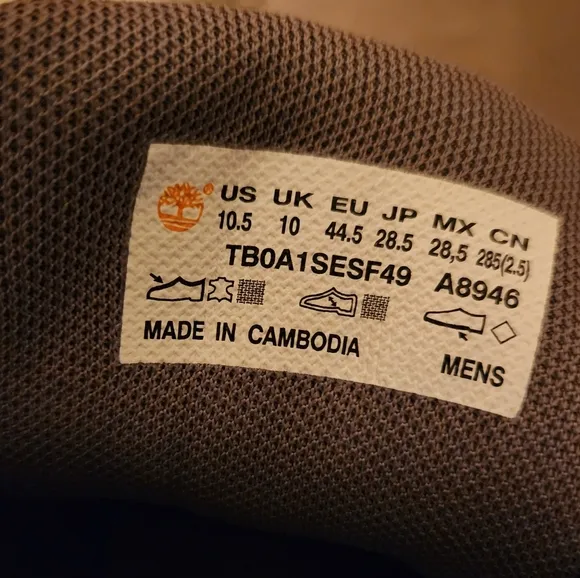 ® US UK EU JP MX CN
10.5 10 44.5 28.5 28,5 285(2.5)
TB0A1SESF49 A8946
MADE IN CAMBODIA MENS